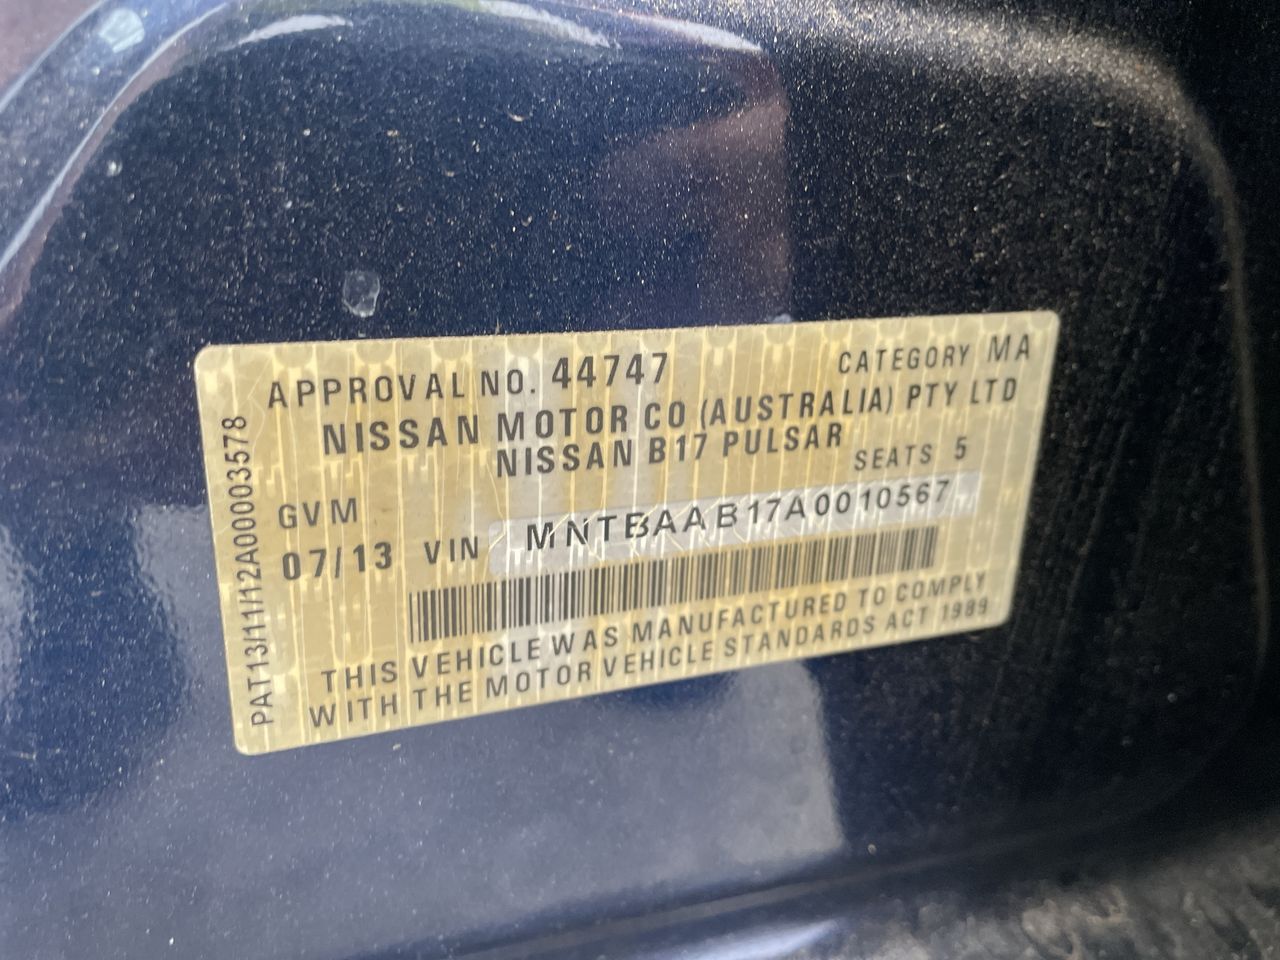 APPROVAL NO. 44747 CATEGORY MA
NISSAN MOTOR CO (AUSTRALIA) PTY LTD
NISSAN B17 PULSAR
SEATS 5
GVM
07/13 VIN MNTBAAB17A0010567
THIS VEHICLE WAS MANUFACTURED TO COMPLY
WITH THE MOTOR VEHICLE STANDARDS ACT 1989
PAT13/11/12A00003578